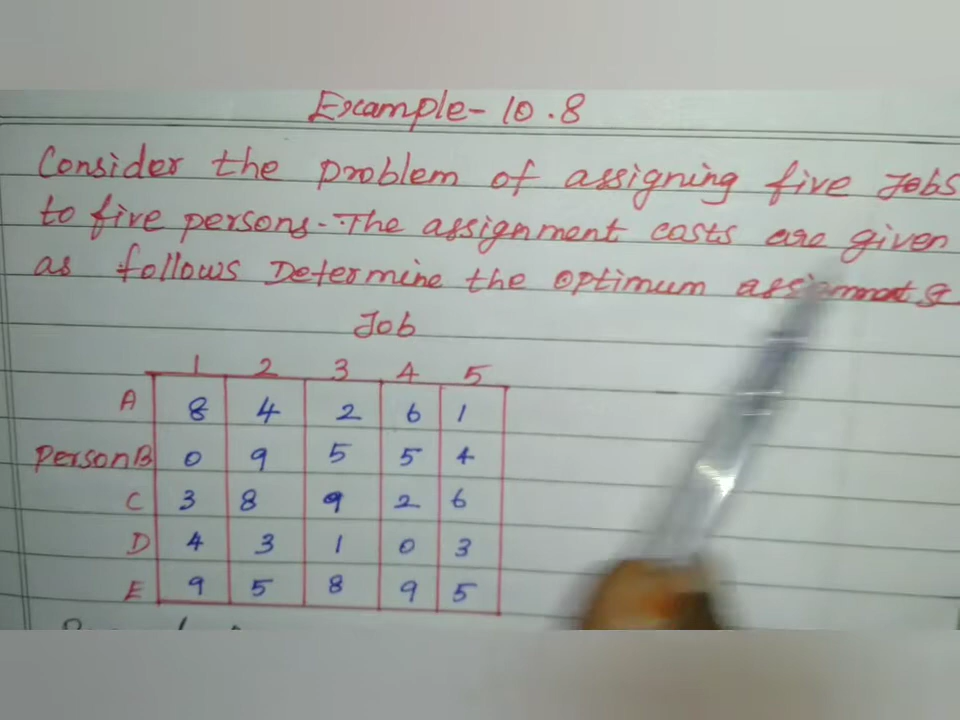 Example-10.8
Consider the problem of assigning five Jobs
to five persons. The assignment costs are given
as follows Determine the optimum
Job
1 2 3 4 5
A 8 4 2 6 1
Person B 0 9 5 5 4
C 3 8 9 2 6
D 4 3 1 0 3
E 9 5 8 9 5